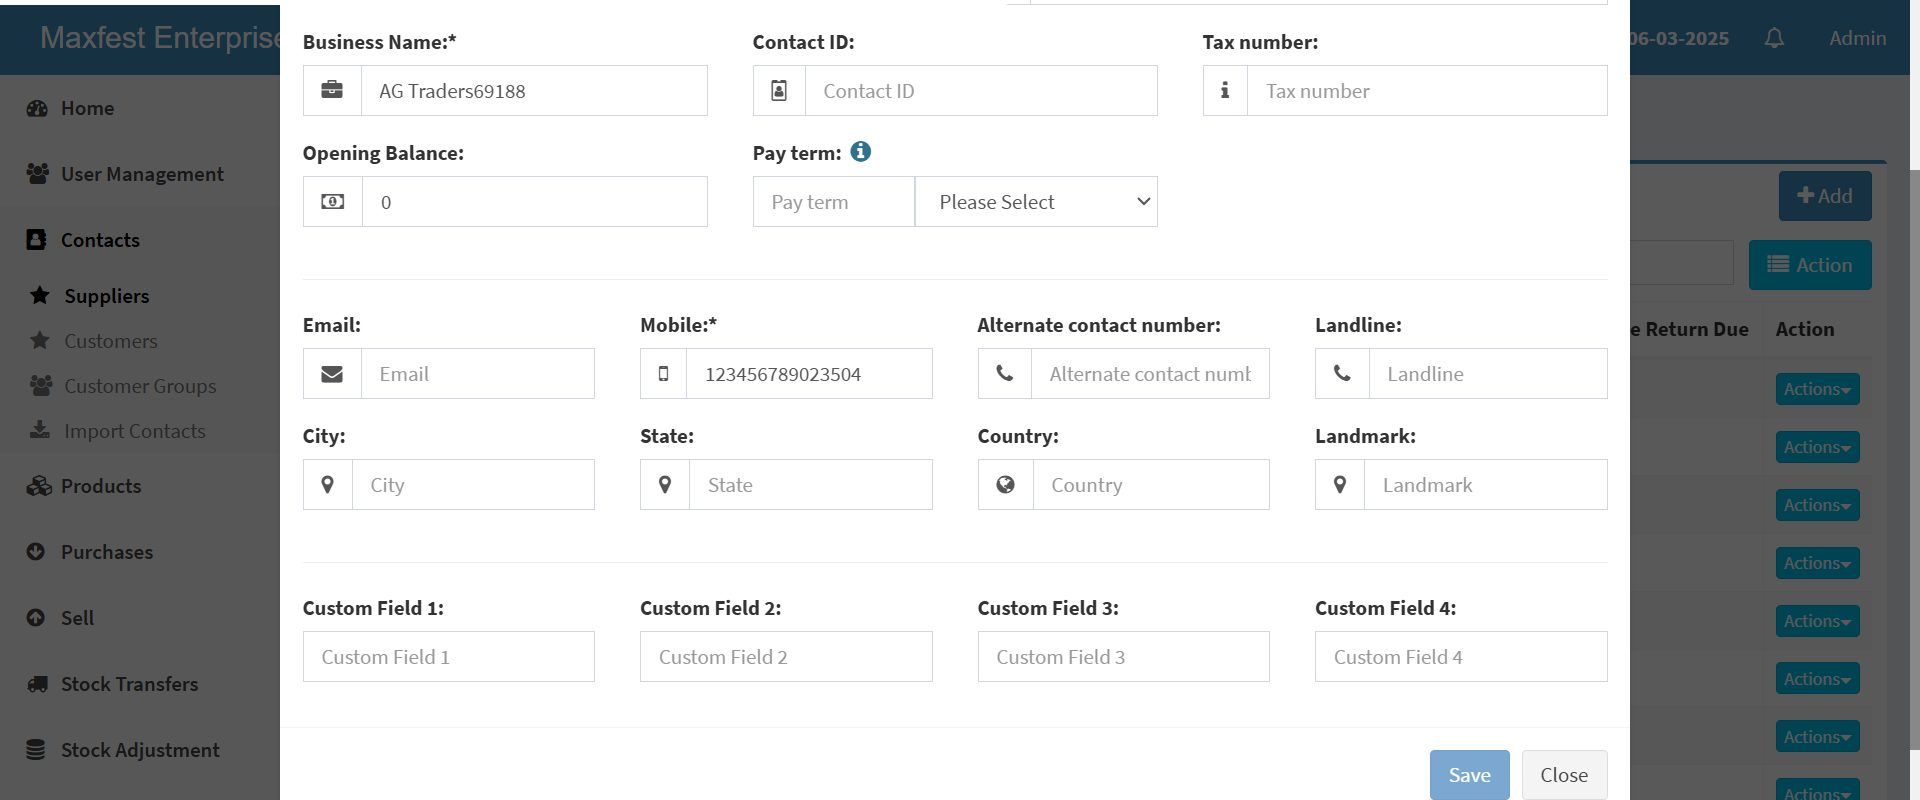 Maxfest Enterprise
06-03-2025
Admin
Home
User Management
Contacts
Suppliers
Customers
Customer Groups
Import Contacts
Products
Purchases
Sell
Stock Transfers
Stock Adjustment
Business Name:*
Contact ID:
Tax number:
AG Traders69188
Contact ID
Tax number
Opening Balance:
Pay term:
0
Pay term
Please Select
Email:
Mobile:*
Alternate contact number:
Landline:
Email
123456789023504
Alternate contact numb
Landline
City:
State:
Country:
Landmark:
City
State
Country
Landmark
Custom Field 1:
Custom Field 2:
Custom Field 3:
Custom Field 4:
Custom Field 1
Custom Field 2
Custom Field 3
Custom Field 4
Save
Close
Add
Action
e Return Due
Action
Actions
Actions
Actions
Actions
Actions
Actions
Actions
Actions